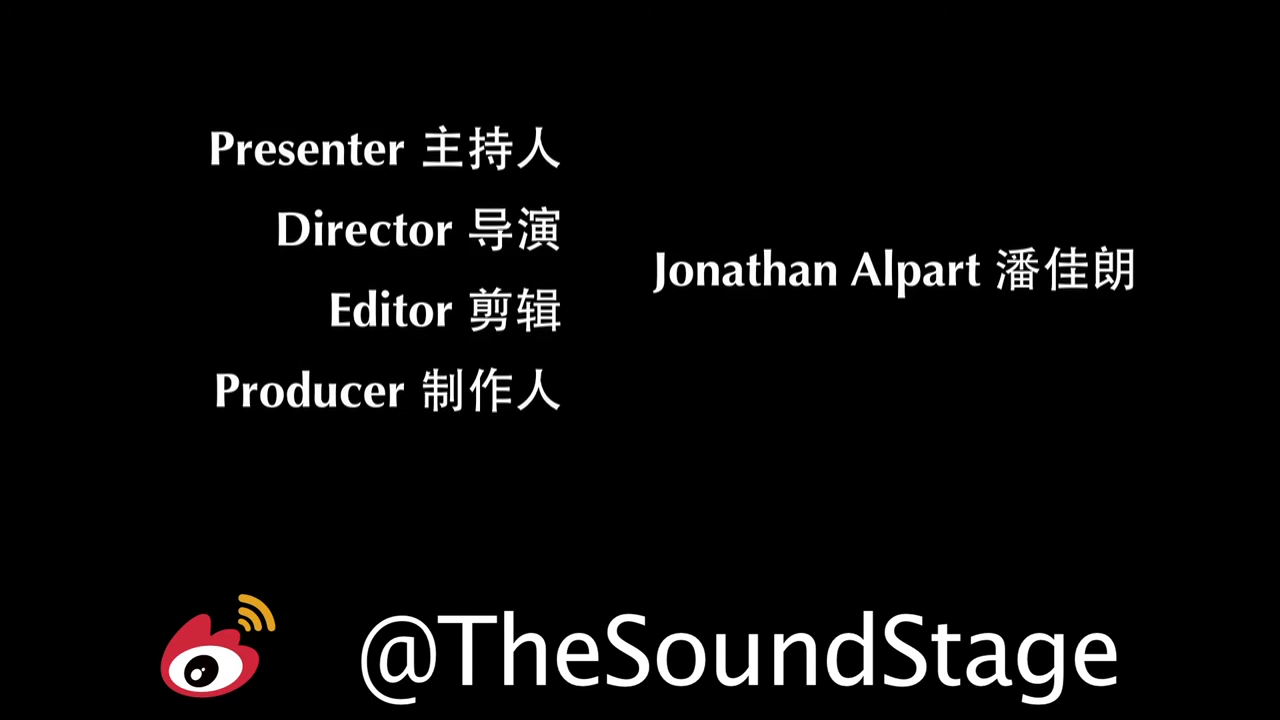 Presenter 主持人
Director 导演
Jonathan Alpart 潘佳朗
Editor 剪辑
Producer 制作人
@TheSoundStage